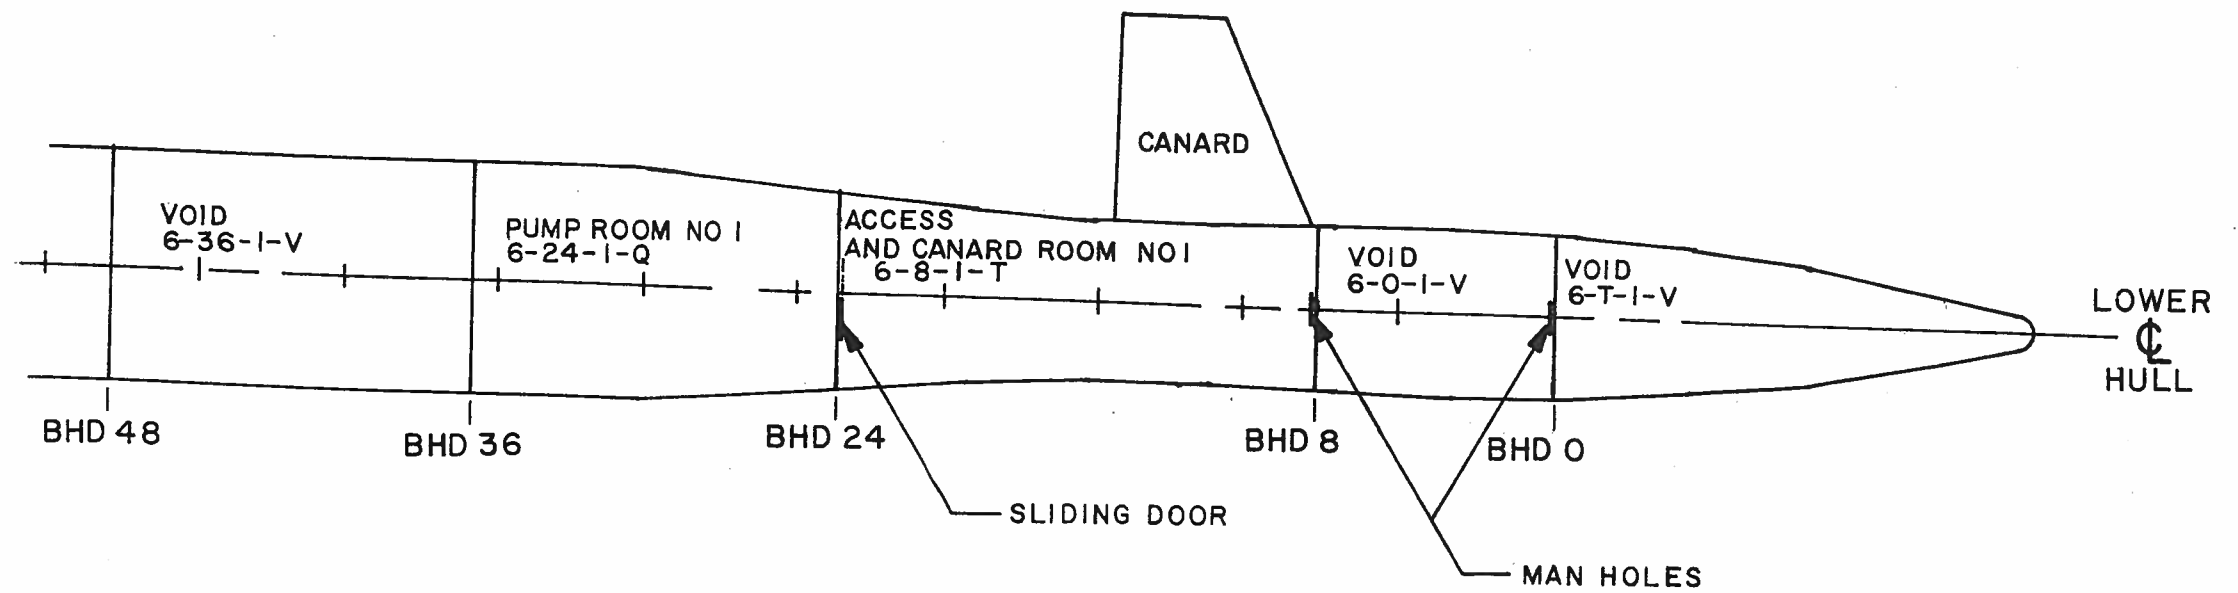 CANARD
VOID
6-36-1-V
PUMP ROOM NO 1
6-24-1-Q
ACCESS
AND CANARD ROOM NO 1
6-8-1-T
VOID
6-0-1-V
VOID
6-T-1-V
LOWER
℄
HULL
BHD 48
BHD 36
BHD 24
BHD 8
BHD 0
SLIDING DOOR
MAN HOLES